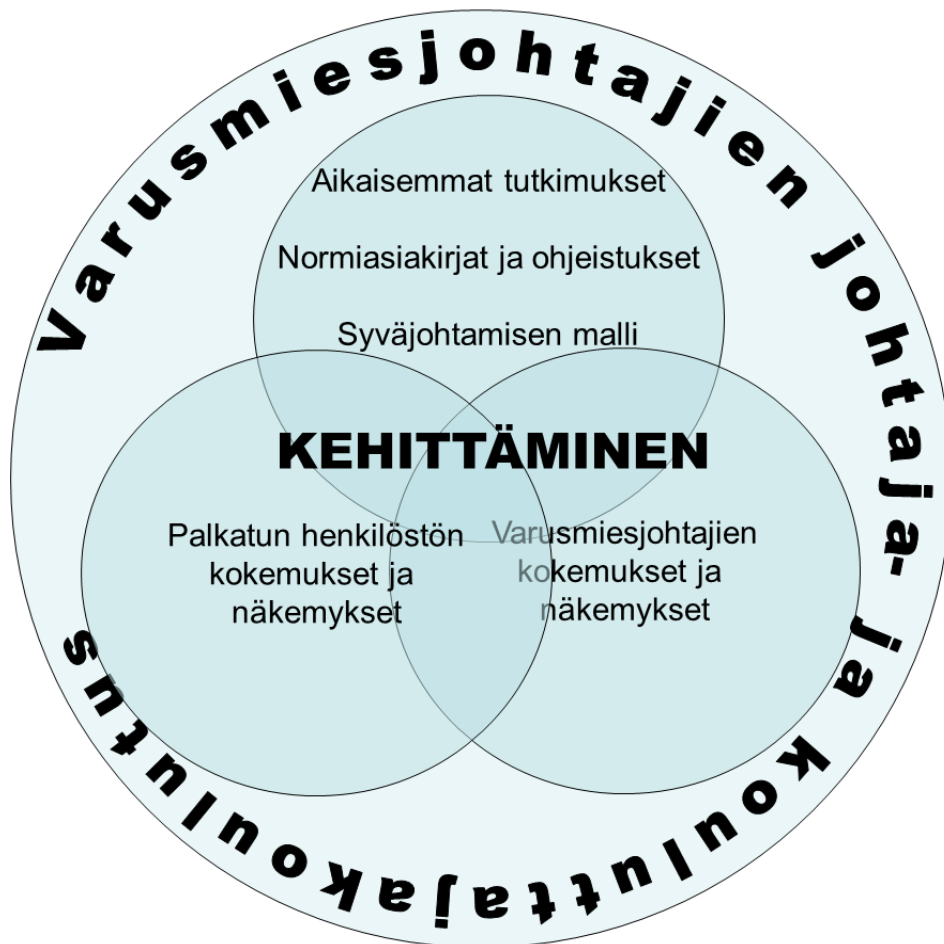 Varusmiesjohtajien johtaja- ja kouluttajakoulutus
Aikaisemmat tutkimukset
Normiasiakirjat ja ohjeistukset
Syväjohtamisen malli
KEHITTÄMINEN
Palkatun henkilöstön
kokemukset ja
näkemykset
Varusmiesjohtajien
kokemukset ja
näkemykset